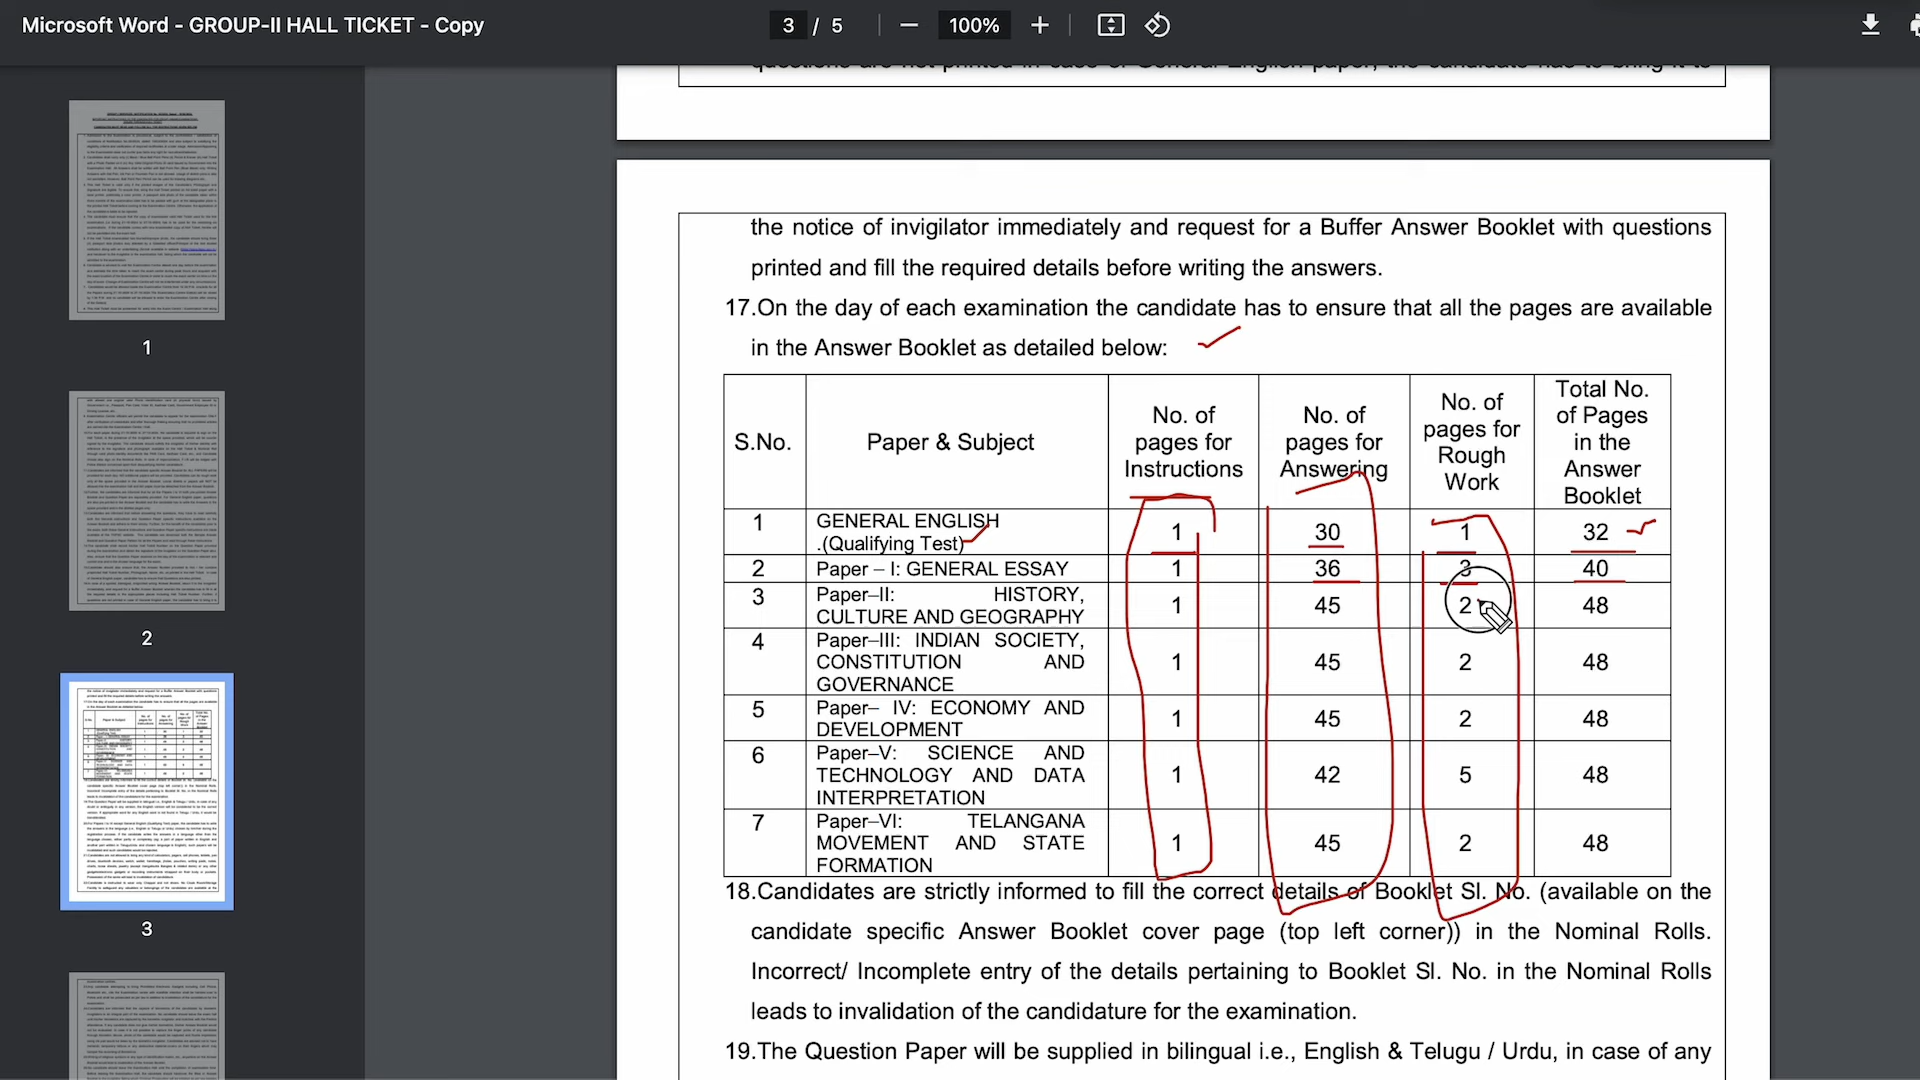 Microsoft Word - GROUP-II HALL TICKET - Copy
3 / 5
100%
the notice of invigilator immediately and request for a Buffer Answer Booklet with questions
printed and fill the required details before writing the answers.
17.On the day of each examination the candidate has to ensure that all the pages are available
in the Answer Booklet as detailed below:
S.No. Paper & Subject No. of pages for Instructions No. of pages for Answering No. of pages for Rough Work Total No. of Pages in the Answer Booklet
1 GENERAL ENGLISH .(Qualifying Test) 1 30 1 32
2 Paper – I: GENERAL ESSAY 1 36 3 40
3 Paper–II: HISTORY, CULTURE AND GEOGRAPHY 1 45 2 48
4 Paper–III: INDIAN SOCIETY, CONSTITUTION AND GOVERNANCE 1 45 2 48
5 Paper– IV: ECONOMY AND DEVELOPMENT 1 45 2 48
6 Paper–V: SCIENCE AND TECHNOLOGY AND DATA INTERPRETATION 1 42 5 48
7 Paper–VI: TELANGANA MOVEMENT AND STATE FORMATION 1 45 2 48
18.Candidates are strictly informed to fill the correct details of Booklet Sl. No. (available on the
candidate specific Answer Booklet cover page (top left corner)) in the Nominal Rolls.
Incorrect/ Incomplete entry of the details pertaining to Booklet Sl. No. in the Nominal Rolls
leads to invalidation of the candidature for the examination.
19.The Question Paper will be supplied in bilingual i.e., English & Telugu / Urdu, in case of any
1
2
3